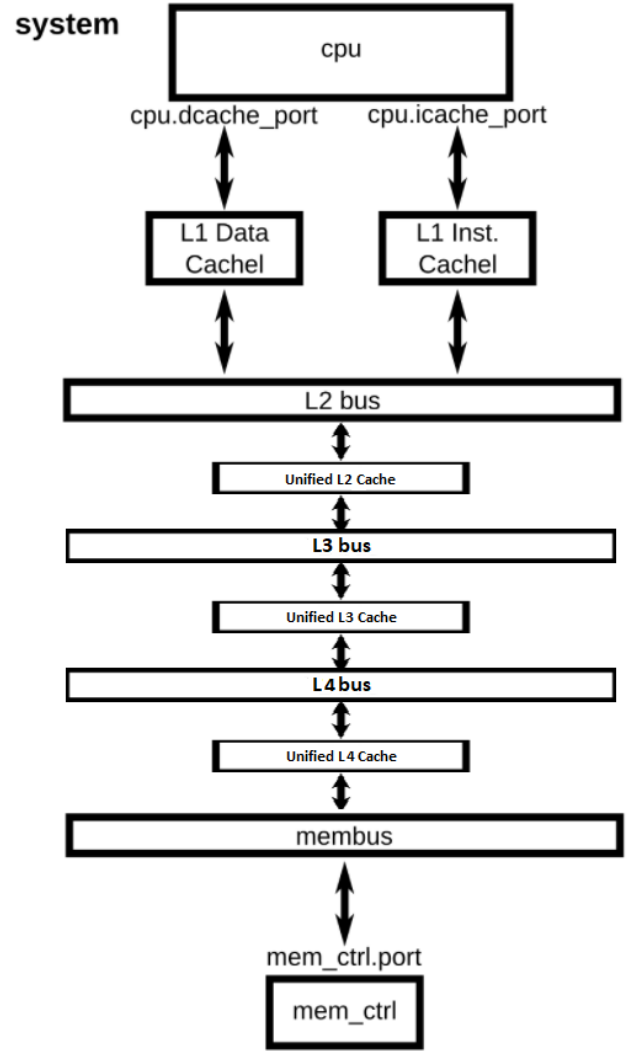 system
cpu
cpu.dcache_port
cpu.icache_port
L1 Data
Cachel
L1 Inst.
Cachel
L2 bus
Unified L2 Cache
L3 bus
Unified L3 Cache
L4 bus
Unified L4 Cache
membus
mem_ctrl.port
mem_ctrl